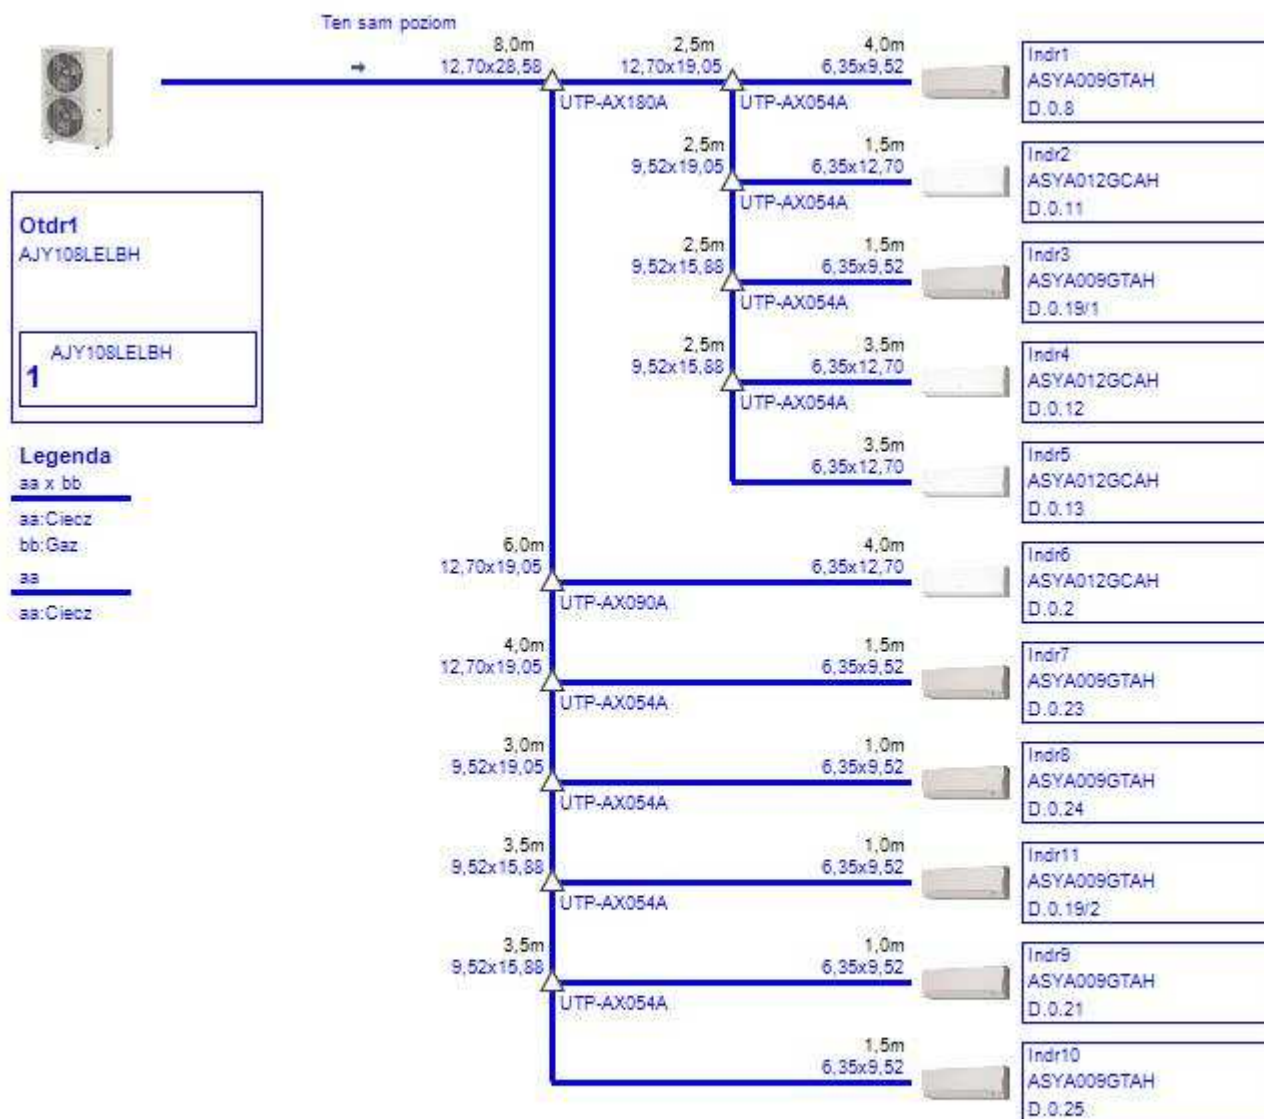 Ten sam poziom
8,0m
12,70x28,58
UTP-AX180A
2,5m
12,70x19,05
UTP-AX054A
4,0m
6,35x9,52
Indr1
ASYA009GTAH
D.0.8
2,5m
9,52x19,05
UTP-AX054A
1,5m
6,35x12,70
Indr2
ASYA012GCAH
D.0.11
Otdr1
AJY108LELBH
AJY108LELBH
1
2,5m
9,52x15,88
UTP-AX054A
1,5m
6,35x9,52
Indr3
ASYA009GTAH
D.0.19/1
2,5m
9,52x15,88
UTP-AX054A
3,5m
6,35x12,70
Indr4
ASYA012GCAH
D.0.12
Legenda
aa x bb
aa:Ciecz
bb:Gaz
aa
aa:Ciecz
3,5m
6,35x12,70
Indr5
ASYA012GCAH
D.0.13
6,0m
12,70x19,05
UTP-AX090A
4,0m
6,35x12,70
Indr6
ASYA012GCAH
D.0.2
4,0m
12,70x19,05
UTP-AX054A
1,5m
6,35x9,52
Indr7
ASYA009GTAH
D.0.23
3,0m
9,52x19,05
UTP-AX054A
1,0m
6,35x9,52
Indr8
ASYA009GTAH
D.0.24
3,5m
9,52x15,88
UTP-AX054A
1,0m
6,35x9,52
Indr11
ASYA009GTAH
D.0.19/2
3,5m
9,52x15,88
UTP-AX054A
1,0m
6,35x9,52
Indr9
ASYA009GTAH
D.0.21
1,5m
6,35x9,52
Indr10
ASYA009GTAH
D.0.25